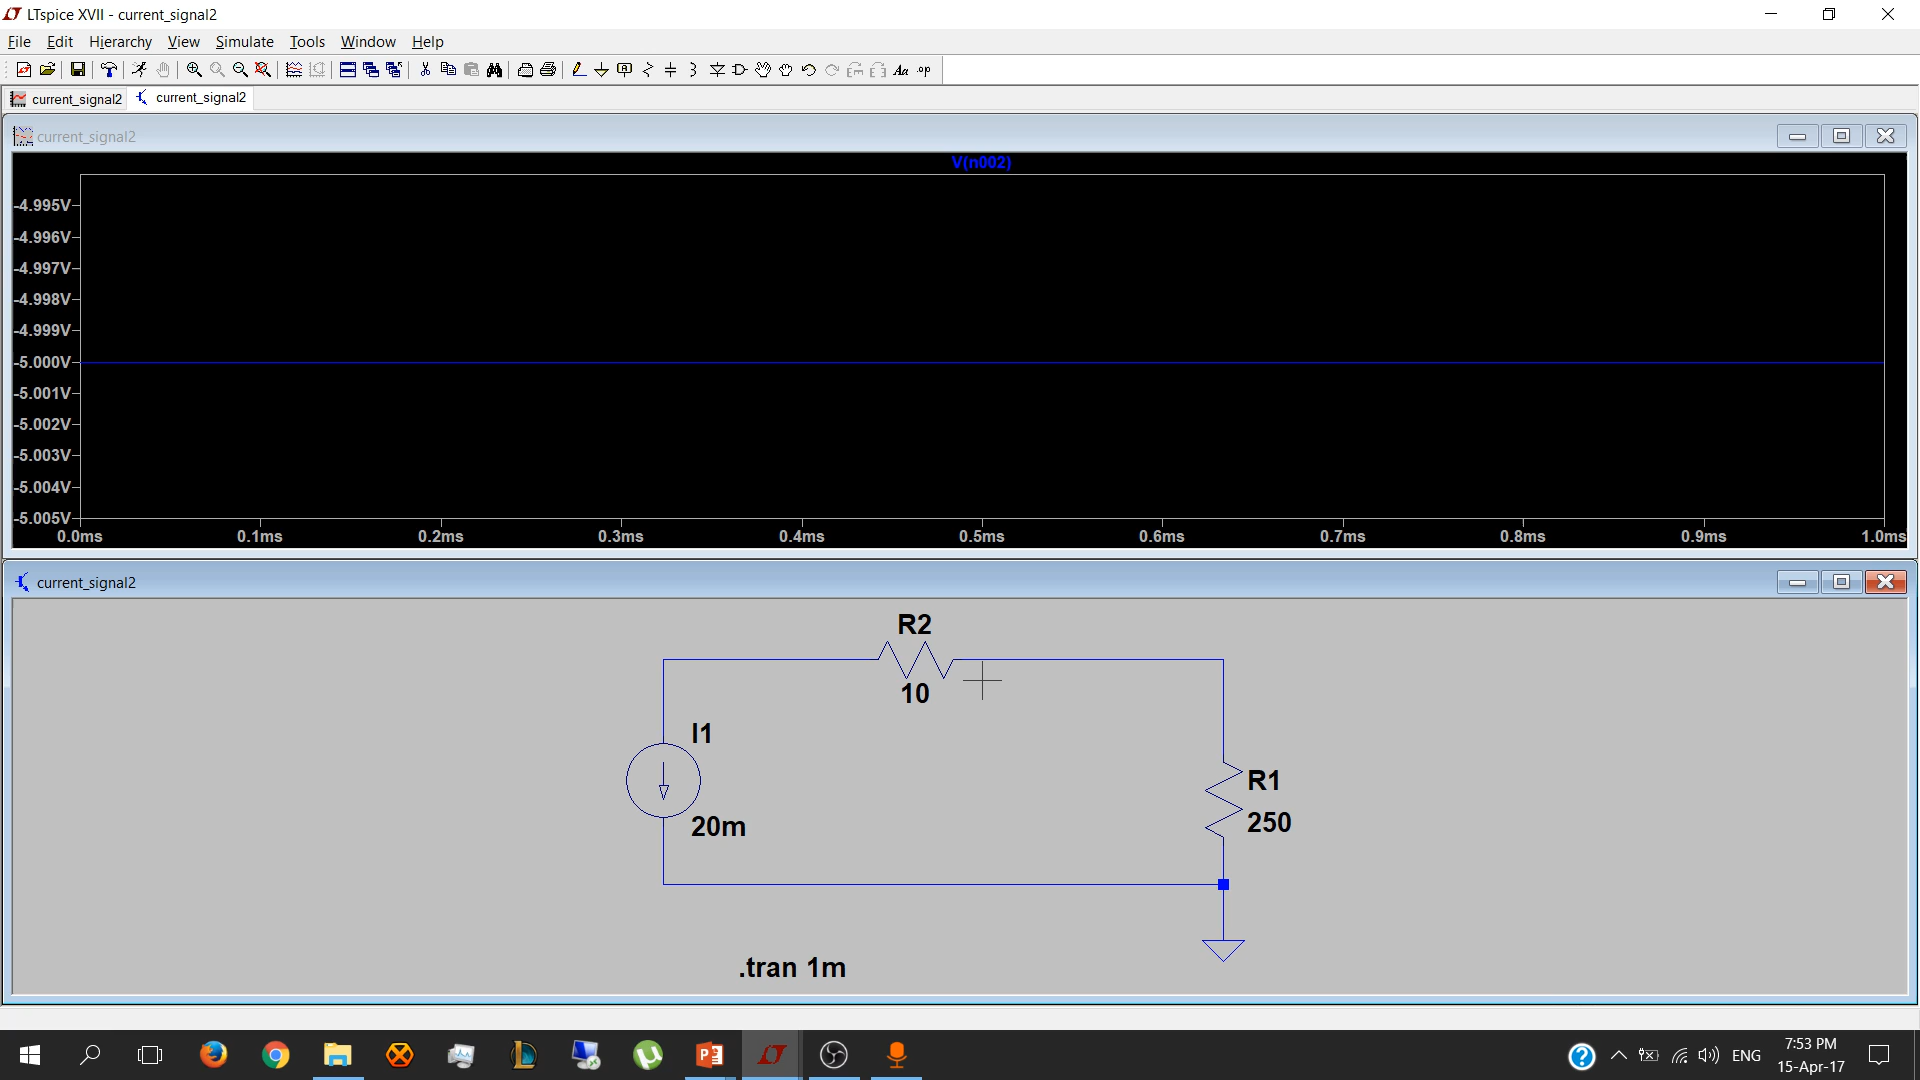 LTspice XVII - current_signal2
File Edit Hierarchy View Simulate Tools Window Help
Aa .op
current_signal2 current_signal2
current_signal2
V(n002)
-4.995V
-4.996V
-4.997V
-4.998V
-4.999V
-5.000V
-5.001V
-5.002V
-5.003V
-5.004V
-5.005V
0.0ms 0.1ms 0.2ms 0.3ms 0.4ms 0.5ms 0.6ms 0.7ms 0.8ms 0.9ms 1.0ms
current_signal2
R2
10
I1
20m
R1
250
.tran 1m
ENG
7:53 PM
15-Apr-17